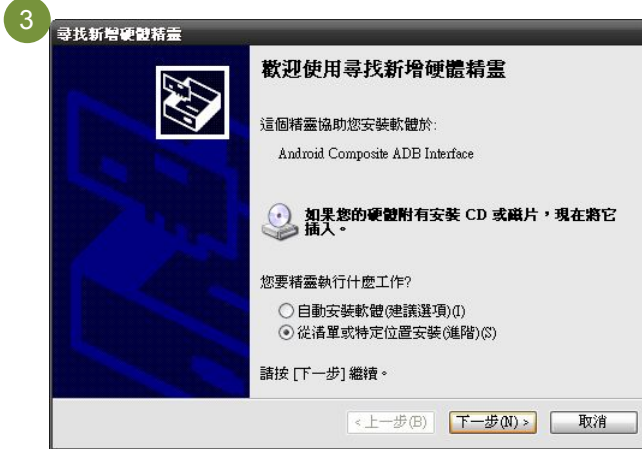 3
尋找新增硬體精靈
歡迎使用尋找新增硬體精靈
這個精靈協助您安裝軟體於:
Android Composite ADB Interface
如果您的硬體附有安裝 CD 或磁片，現在將它
插入。
您要精靈執行什麼工作?
自動安裝軟體(建議選項)(I)
從清單或特定位置安裝(進階)(S)
請按 [下一步] 繼續。
<上一步(B)
下一步(N) >
取消